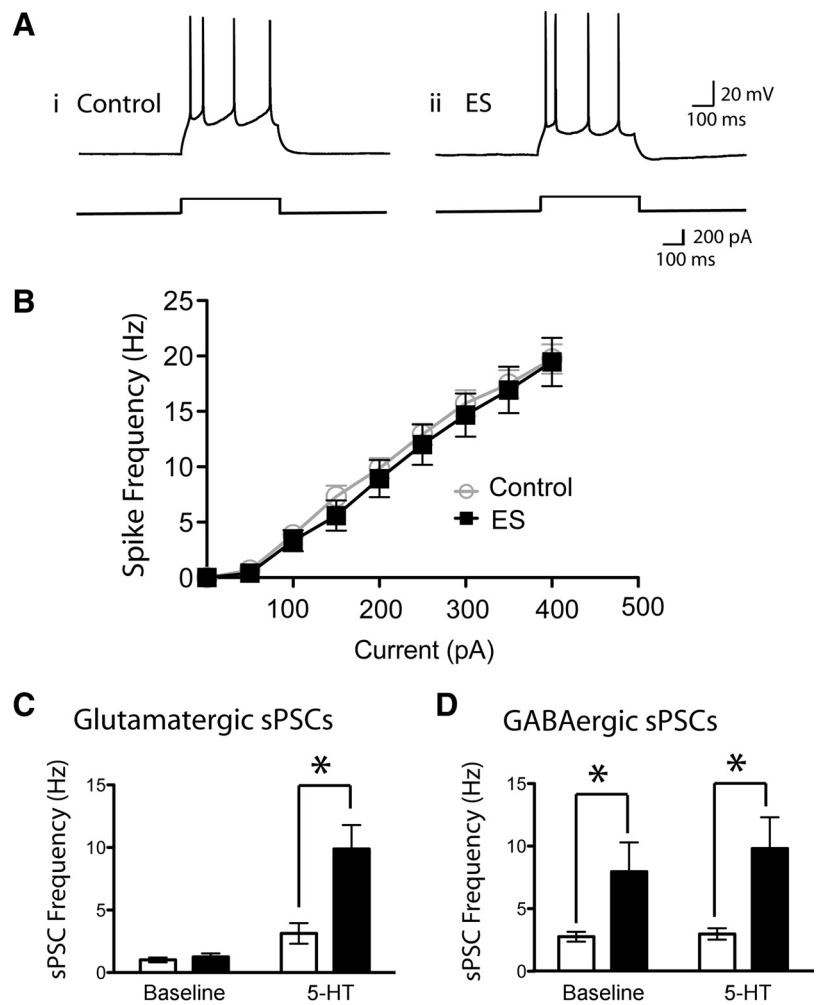 A
i Control
ii ES
20 mV
100 ms
200 pA
100 ms
B
Spike Frequency (Hz)
25
20
15
10
5
0
100 200 300 400 500
Current (pA)
Control
ES
C
Glutamatergic sPSCs
sPSC Frequency (Hz)
15
10
5
0
*
Baseline 5-HT
D
GABAergic sPSCs
sPSC Frequency (Hz)
15
10
5
0
* *
Baseline 5-HT